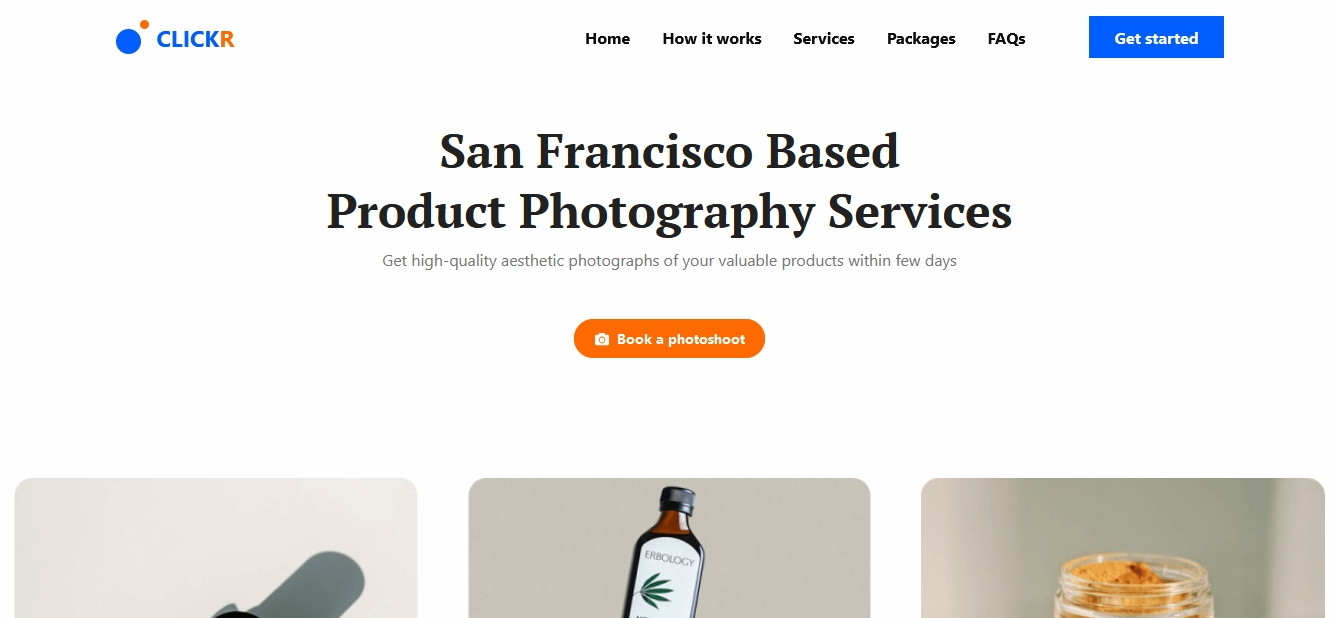 CLICKR
Home
How it works
Services
Packages
FAQs
Get started
San Francisco Based
Product Photography Services
Get high-quality aesthetic photographs of your valuable products within few days
Book a photoshoot
ERBOLOGY